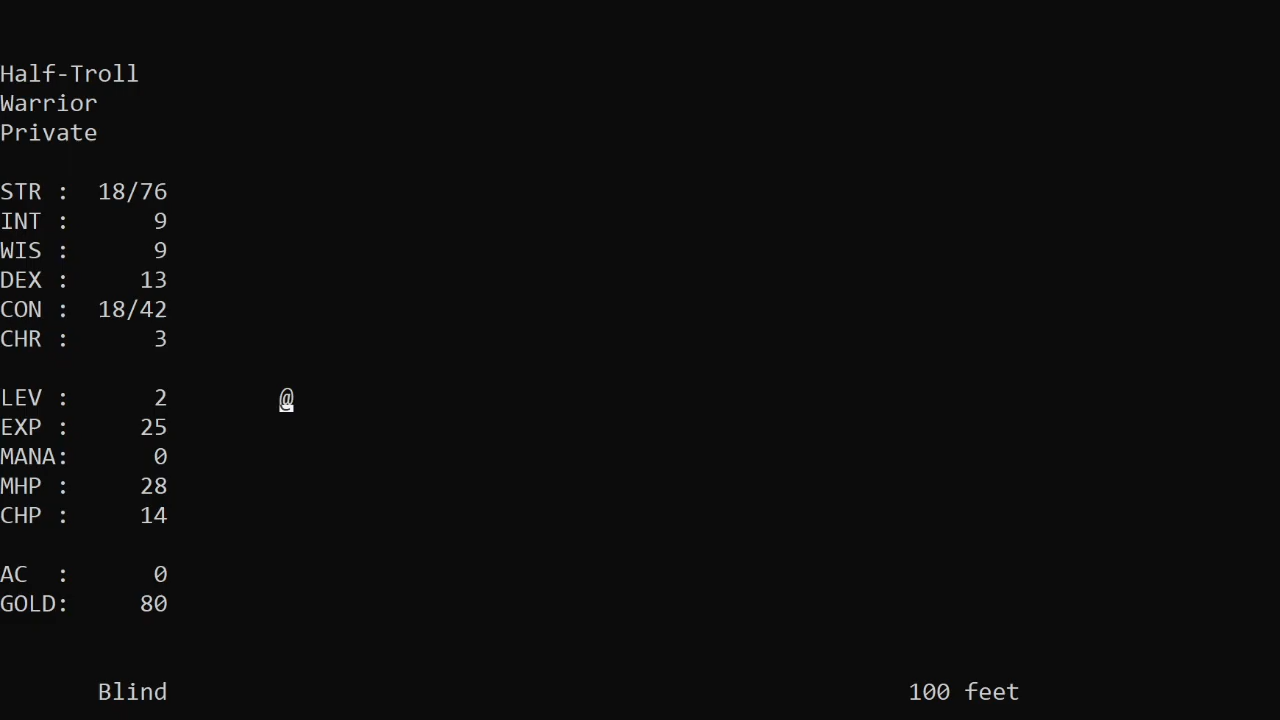 Half-Troll
Warrior
Private
STR :  18/76
INT :      9
WIS :      9
DEX :     13
CON :  18/42
CHR :      3
LEV :      2        @
EXP :     25
MANA:      0
MHP :     28
CHP :     14
AC  :      0
GOLD:     80
Blind                                                     100 feet